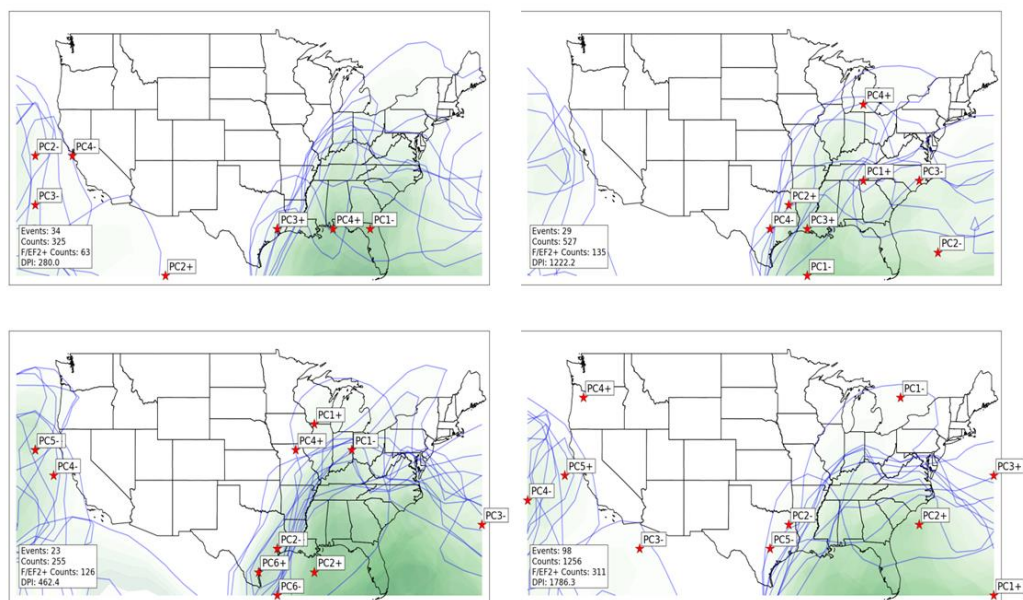 PC2-
PC4-
PC3-
PC3+
PC4+
PC1-
PC2+
Events: 34
Counts: 325
F/EF2+ Counts: 63
DPI: 280.0
PC4+
PC1+
PC3-
PC2+
PC4-
PC3+
PC2-
PC1-
Events: 29
Counts: 527
F/EF2+ Counts: 135
DPI: 1222.2
PC1+
PC5-
PC4+
PC1-
PC4-
PC3-
PC2-
PC6+
PC2+
PC6-
Events: 23
Counts: 255
F/EF2+ Counts: 126
DPI: 462.4
PC4+
PC1-
PC5+
PC3+
PC4-
PC2-
PC2+
PC3-
PC5-
PC1+
Events: 98
Counts: 1256
F/EF2+ Counts: 311
DPI: 1786.3